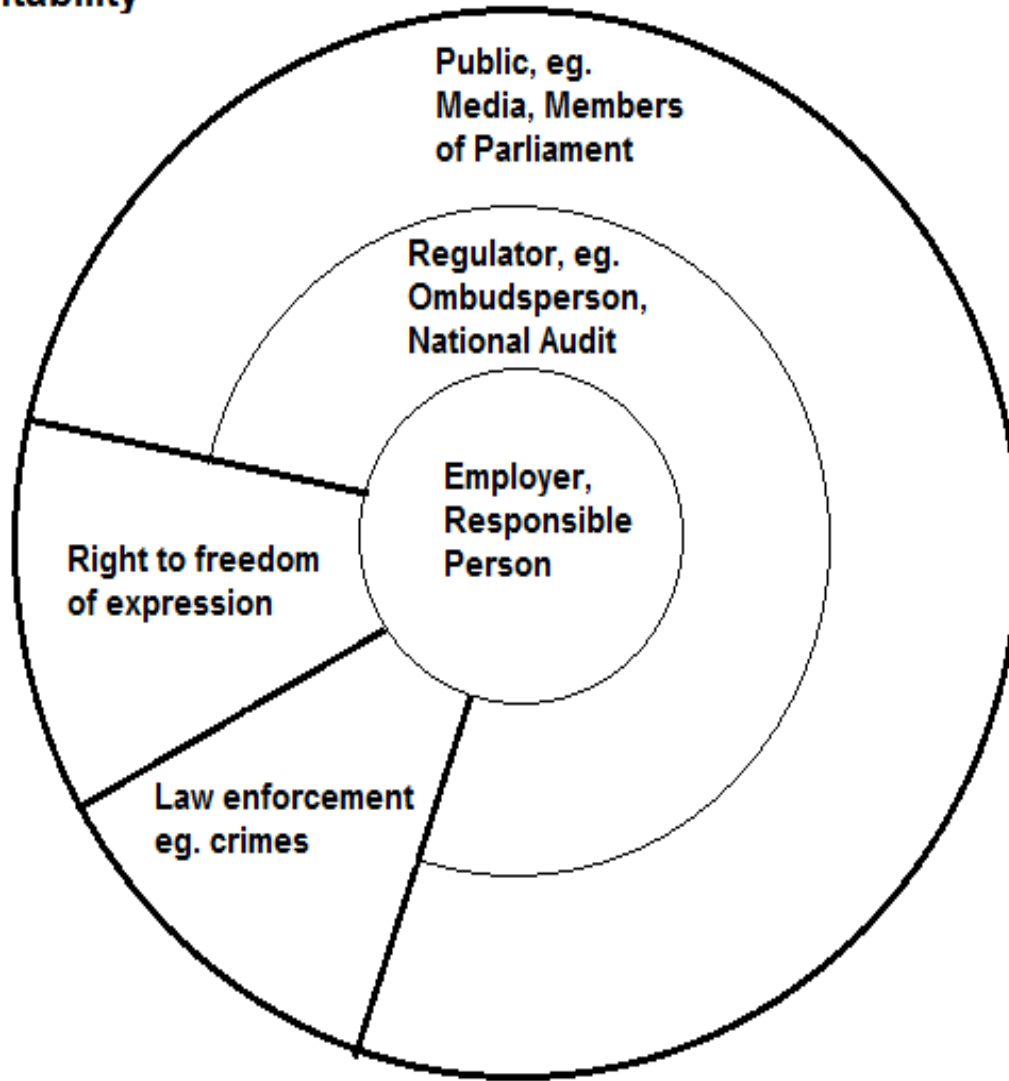 Public, eg.
Media, Members
of Parliament
Regulator, eg.
Ombudsperson,
National Audit
Employer,
Responsible
Person
Right to freedom
of expression
Law enforcement
eg. crimes